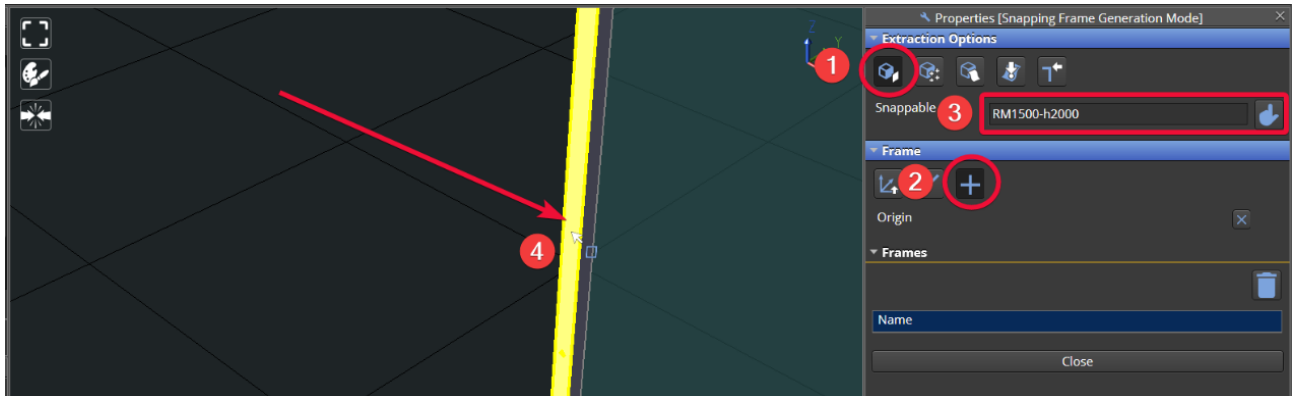 Z
Y
1
4
Properties [Snapping Frame Generation Mode]
Extraction Options
Snappable
3
RM1500-h2000
Frame
2
Origin
Frames
Name
Close